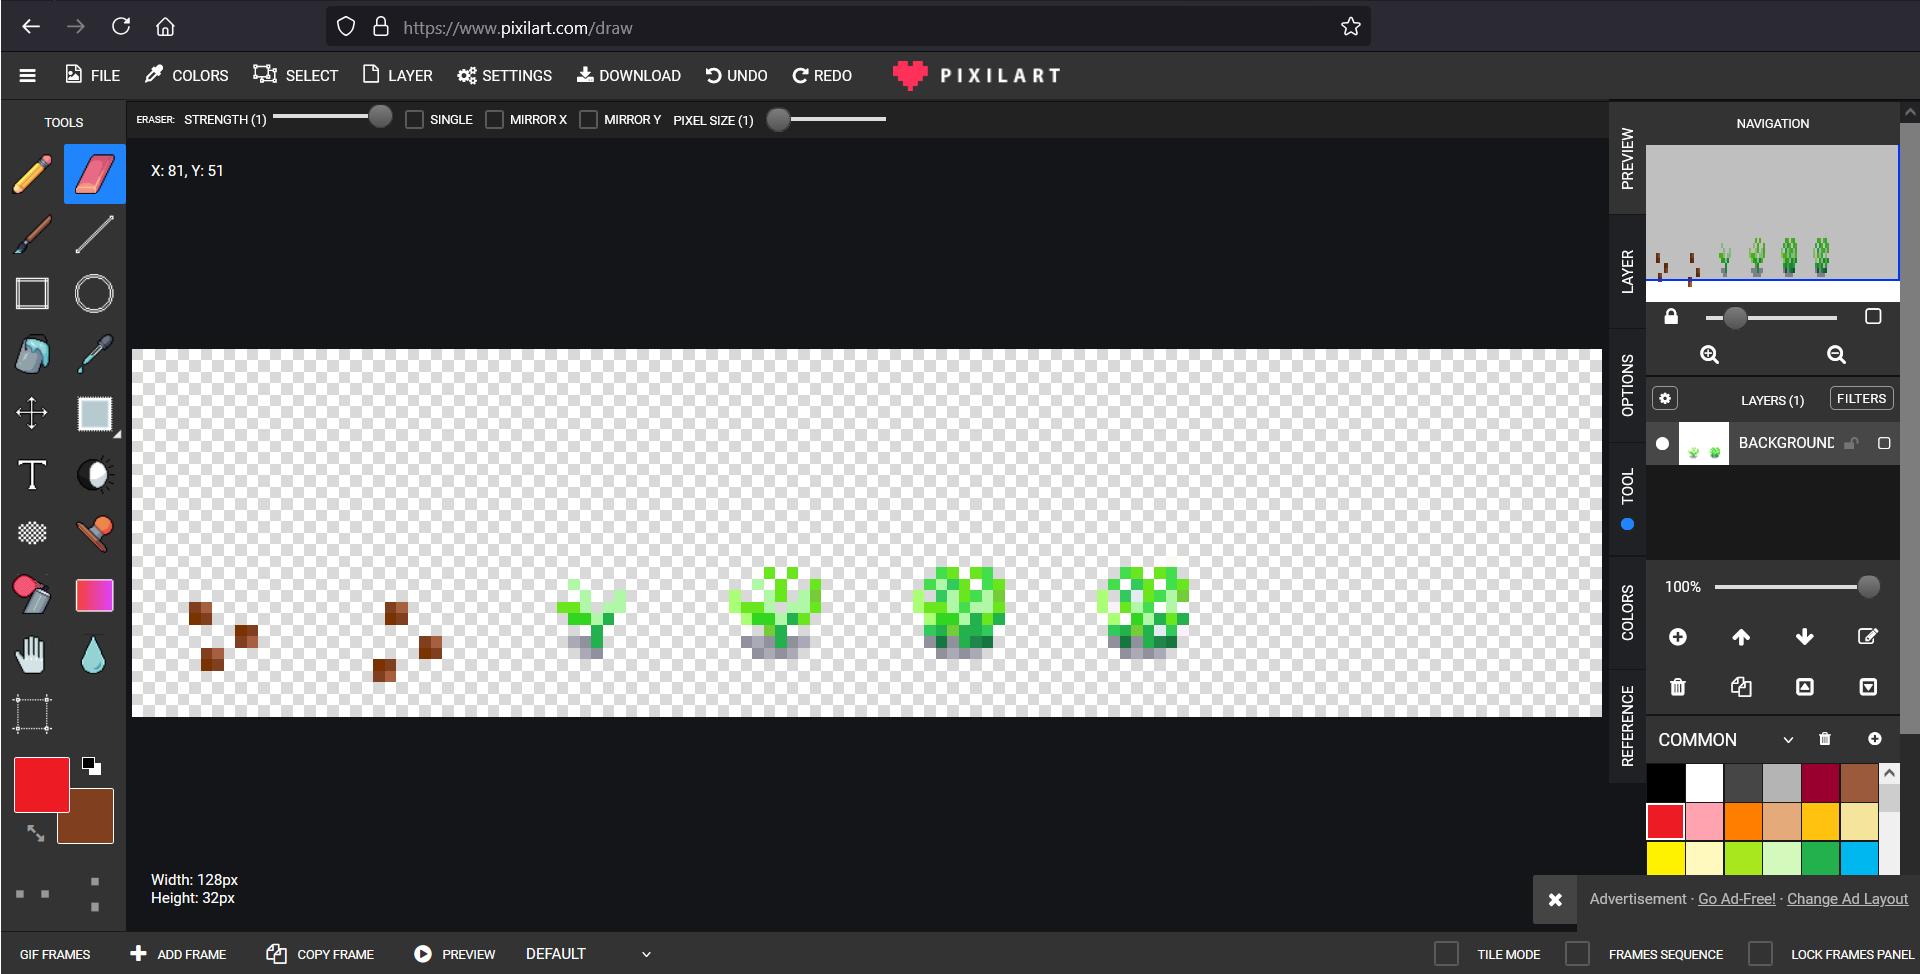 https://www.pixilart.com/draw
FILE COLORS SELECT LAYER SETTINGS DOWNLOAD UNDO REDO PIXILART
TOOLS
ERASER: STRENGTH (1) SINGLE MIRROR X MIRROR Y PIXEL SIZE (1)
X: 81, Y: 51
Width: 128px
Height: 32px
PREVIEW
LAYER
OPTIONS
TOOL
COLORS
REFERENCE
NAVIGATION
LAYERS (1) FILTERS
BACKGROUND
100%
COMMON
Advertisement · Go Ad-Free! · Change Ad Layout
GIF FRAMES ADD FRAME COPY FRAME PREVIEW DEFAULT TILE MODE FRAMES SEQUENCE LOCK FRAMES PANEL